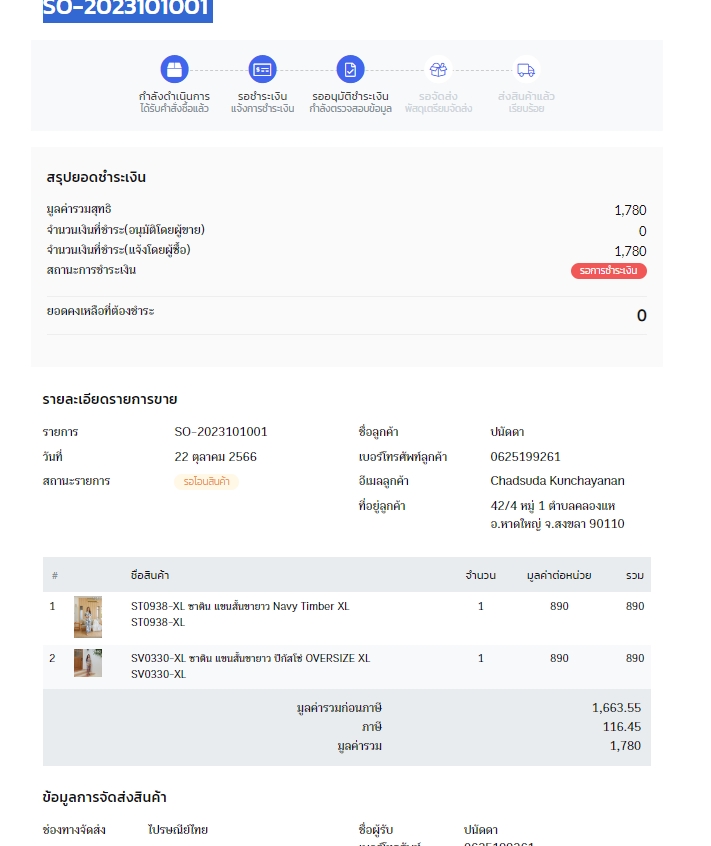 SO-2023101001
กำลังดำเนินการ รอชำระเงิน รออนุมัติชำระเงิน รอจัดส่ง ส่งสินค้าแล้ว
ได้รับคำสั่งซื้อแล้ว แจ้งการชำระเงิน กำลังตรวจสอบข้อมูล พัสดุเตรียมจัดส่ง เรียบร้อย
สรุปยอดชำระเงิน
มูลค่ารวมสุทธิ 1,780
จำนวนเงินที่ชำระ(อนุมัติโดยผู้ขาย) 0
จำนวนเงินที่ชำระ(แจ้งโดยผู้ซื้อ) 1,780
สถานะการชำระเงิน รอการชำระเงิน
ยอดคงเหลือที่ต้องชำระ 0
รายละเอียดรายการขาย
รายการ SO-2023101001 ชื่อลูกค้า ปนัดดา
วันที่ 22 ตุลาคม 2566 เบอร์โทรศัพท์ลูกค้า 0625199261
สถานะรายการ รอโอนสินค้า อีเมลลูกค้า Chadsuda Kunchayanan
ที่อยู่ลูกค้า 42/4 หมู่ 1 ตำบลคลองแห
อ.หาดใหญ่ จ.สงขลา 90110
# ชื่อสินค้า จำนวน มูลค่าต่อหน่วย รวม
1 ST0938-XL ซาติน แขนสั้นขายาว Navy Timber XL 1 890 890
ST0938-XL
2 SV0330-XL ซาติน แขนสั้นขายาว ปิกัสโซ่ OVERSIZE XL 1 890 890
SV0330-XL
มูลค่ารวมก่อนภาษี 1,663.55
ภาษี 116.45
มูลค่ารวม 1,780
ข้อมูลการจัดส่งสินค้า
ช่องทางจัดส่ง ไปรษณีย์ไทย ชื่อผู้รับ ปนัดดา
0625199261